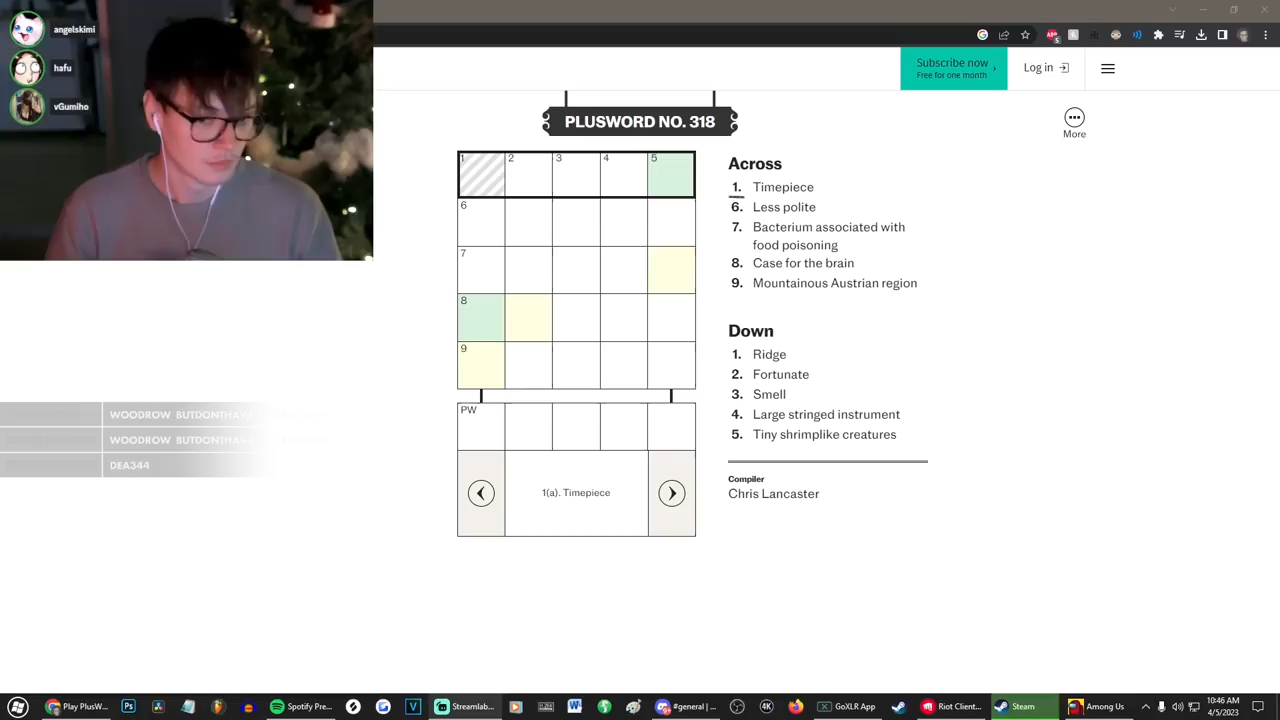 angelskimi
hafu
vGumiho
Subscribe now
Free for one month
Log in
PLUSWORD NO. 318
More
1
2
3
4
5
6
7
8
9
PW
1(a). Timepiece
Across
1. Timepiece
6. Less polite
7. Bacterium associated with
food poisoning
8. Case for the brain
9. Mountainous Austrian region
Down
1. Ridge
2. Fortunate
3. Smell
4. Large stringed instrument
5. Tiny shrimplike creatures
Compiler
Chris Lancaster
WOODROW BUTDONTHAV
WOODROW BUTDONTHAV
DEA344
Play PlusW...
Spotify Pre...
Streamlab...
#general | ...
GoXLR App
Riot Client...
Steam
Among Us
10:46 AM
4/5/2023